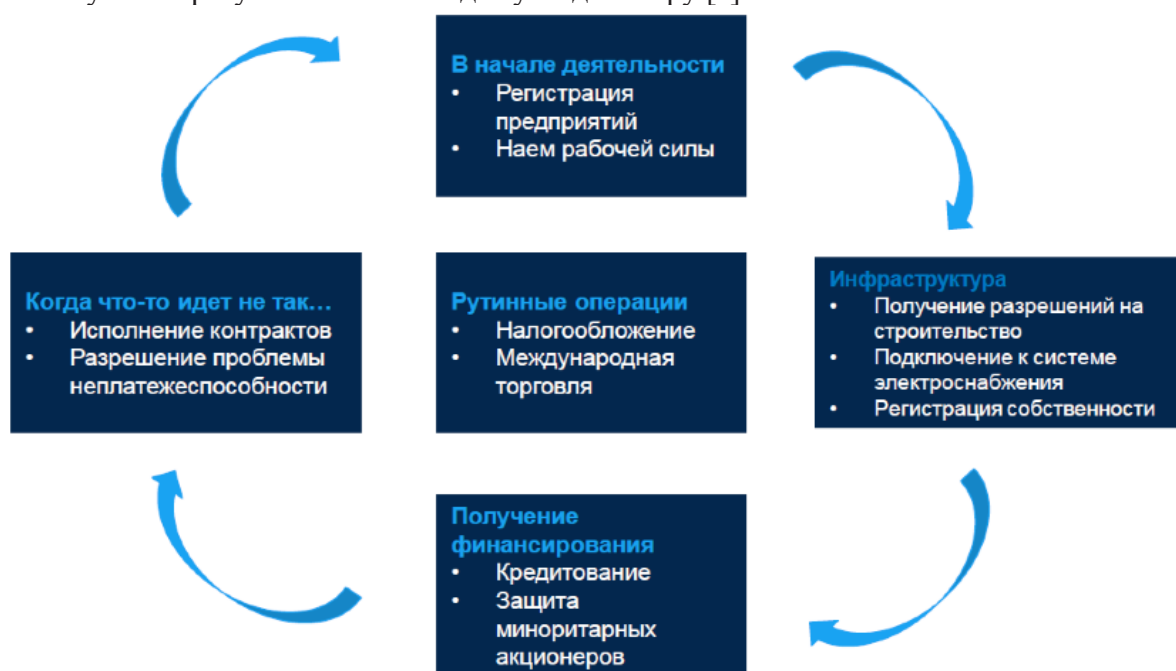 В начале деятельности
• Регистрация
предприятий
• Наем рабочей силы
Когда что-то идет не так...
• Исполнение контрактов
• Разрешение проблемы
неплатежеспособности
Рутинные операции
• Налогообложение
• Международная
торговля
Инфраструктура
• Получение разрешений на
строительство
• Подключение к системе
электроснабжения
• Регистрация собственности
Получение
финансирования
• Кредитование
• Защита
миноритарных
акционеров